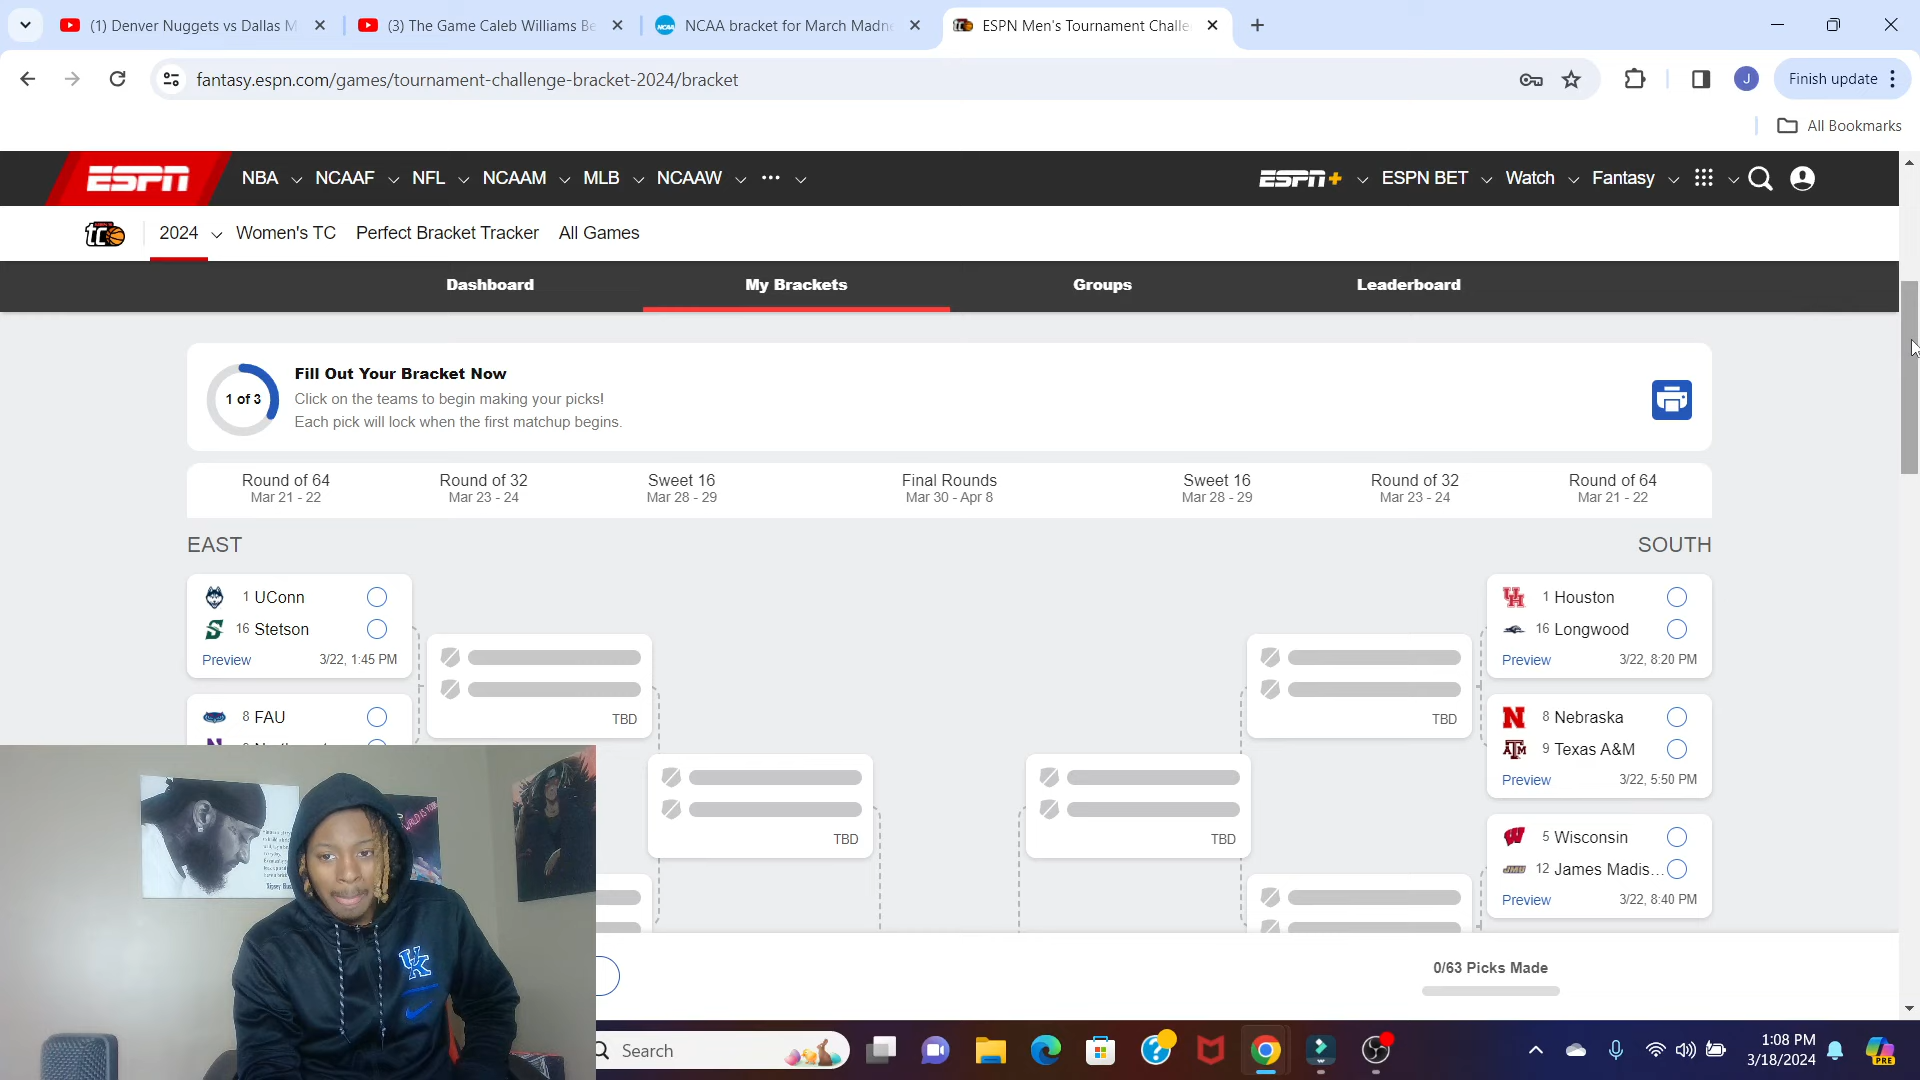 (1) Denver Nuggets vs Dallas M
(3) The Game Caleb Williams Be
NCAA bracket for March Madne
ESPN Men's Tournament Challe
fantasy.espn.com/games/tournament-challenge-bracket-2024/bracket
J
Finish update
All Bookmarks
ESPN
NBA
NCAAF
NFL
NCAAM
MLB
NCAAW
ESPN+
ESPN BET
Watch
Fantasy
2024
Women's TC
Perfect Bracket Tracker
All Games
Dashboard
My Brackets
Groups
Leaderboard
1 of 3
Fill Out Your Bracket Now
Click on the teams to begin making your picks!
Each pick will lock when the first matchup begins.
Round of 64
Mar 21 - 22
Round of 32
Mar 23 - 24
Sweet 16
Mar 28 - 29
Final Rounds
Mar 30 - Apr 8
Sweet 16
Mar 28 - 29
Round of 32
Mar 23 - 24
Round of 64
Mar 21 - 22
EAST
SOUTH
1 UConn
16 Stetson
Preview 3/22, 1:45 PM
8 FAU
TBD
TBD
TBD
TBD
1 Houston
16 Longwood
Preview 3/22, 8:20 PM
8 Nebraska
9 Texas A&M
Preview 3/22, 5:50 PM
5 Wisconsin
12 James Madis...
Preview 3/22, 8:40 PM
0/63 Picks Made
Search
1:08 PM
3/18/2024
PRE